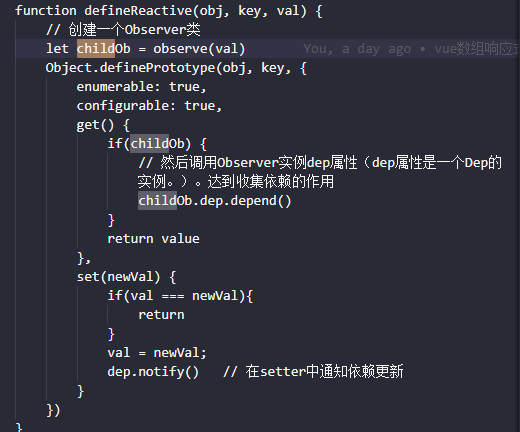 function defineReactive(obj, key, val) {
// 创建一个Observer类
let childOb = observe(val) You, a day ago • vue数组响应式
Object.definePrototype(obj, key, {
enumerable: true,
configurable: true,
get() {
if(childOb) {
// 然后调用Observer实例dep属性（dep属性是一个Dep的
实例。）。达到收集依赖的作用
childOb.dep.depend()
}
return value
},
set(newVal) {
if(val === newVal){
return
}
val = newVal;
dep.notify() // 在setter中通知依赖更新
}
})
}